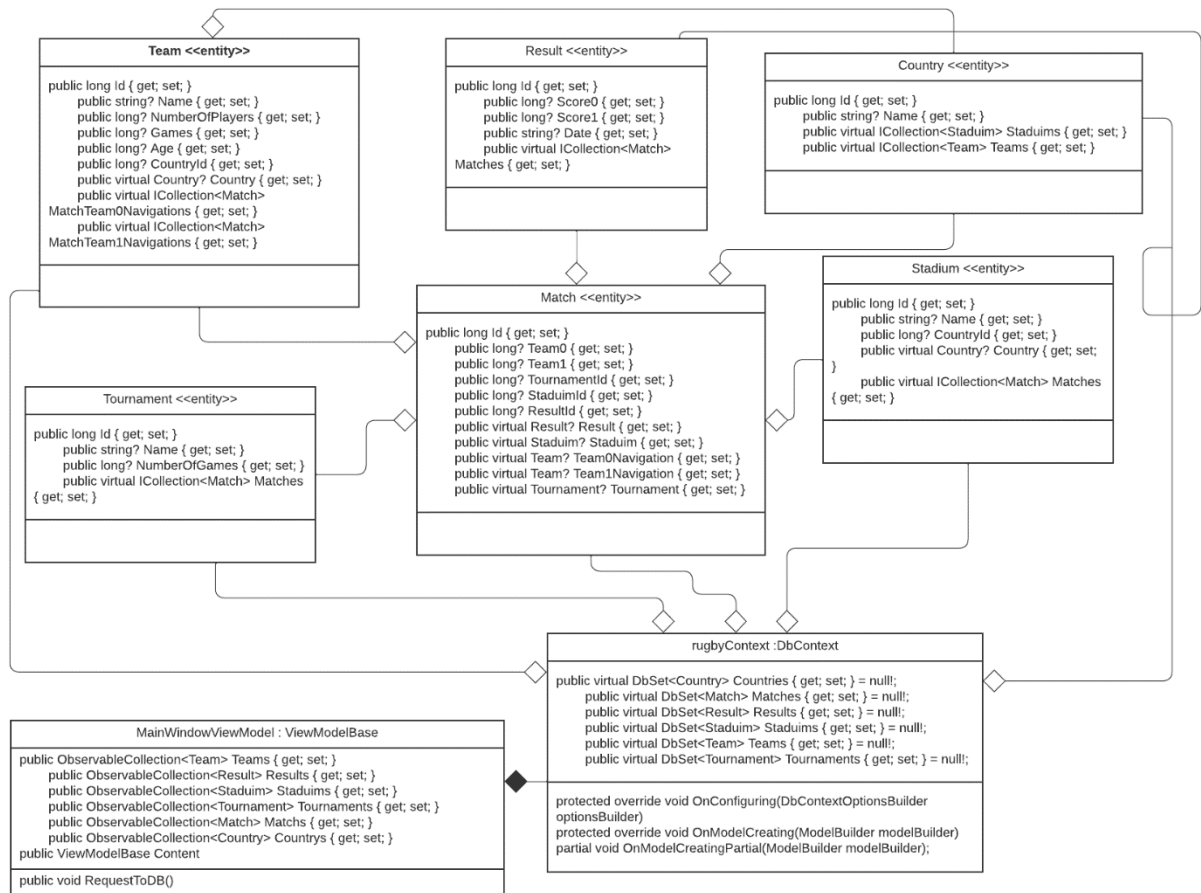 Team <<entity>>
public long Id { get; set; }
public string? Name { get; set; }
public long? NumberOfPlayers { get; set; }
public long? Games { get; set; }
public long? Age { get; set; }
public long? CountryId { get; set; }
public virtual Country? Country { get; set; }
public virtual ICollection<Match>
MatchTeam0Navigations { get; set; }
public virtual ICollection<Match>
MatchTeam1Navigations { get; set; }
Result <<entity>>
public long Id { get; set; }
public long? Score0 { get; set; }
public long? Score1 { get; set; }
public string? Date { get; set; }
public virtual ICollection<Match>
Matches { get; set; }
Country <<entity>>
public long Id { get; set; }
public string? Name { get; set; }
public virtual ICollection<Staduim> Staduims { get; set; }
public virtual ICollection<Team> Teams { get; set; }
Match <<entity>>
public long Id { get; set; }
public long? Team0 { get; set; }
public long? Team1 { get; set; }
public long? TournamentId { get; set; }
public long? StaduimId { get; set; }
public long? ResultId { get; set; }
public virtual Result? Result { get; set; }
public virtual Staduim? Staduim { get; set; }
public virtual Team? Team0Navigation { get; set; }
public virtual Team? Team1Navigation { get; set; }
public virtual Tournament? Tournament { get; set; }
Stadium <<entity>>
public long Id { get; set; }
public string? Name { get; set; }
public long? CountryId { get; set; }
public virtual Country? Country { get; set;
}
public virtual ICollection<Match> Matches
{ get; set; }
Tournament <<entity>>
public long Id { get; set; }
public string? Name { get; set; }
public long? NumberOfGames { get; set; }
public virtual ICollection<Match> Matches
{ get; set; }
rugbyContext :DbContext
public virtual DbSet<Country> Countries { get; set; } = null!;
public virtual DbSet<Match> Matches { get; set; } = null!;
public virtual DbSet<Result> Results { get; set; } = null!;
public virtual DbSet<Staduim> Staduims { get; set; } = null!;
public virtual DbSet<Team> Teams { get; set; } = null!;
public virtual DbSet<Tournament> Tournaments { get; set; } = null!;
protected override void OnConfiguring(DbContextOptionsBuilder
optionsBuilder)
protected override void OnModelCreating(ModelBuilder modelBuilder)
partial void OnModelCreatingPartial(ModelBuilder modelBuilder);
MainWindowViewModel : ViewModelBase
public ObservableCollection<Team> Teams { get; set; }
public ObservableCollection<Result> Results { get; set; }
public ObservableCollection<Staduim> Staduims { get; set; }
public ObservableCollection<Tournament> Tournaments { get; set; }
public ObservableCollection<Match> Matchs { get; set; }
public ObservableCollection<Country> Countrys { get; set; }
public ViewModelBase Content
public void RequestToDB()